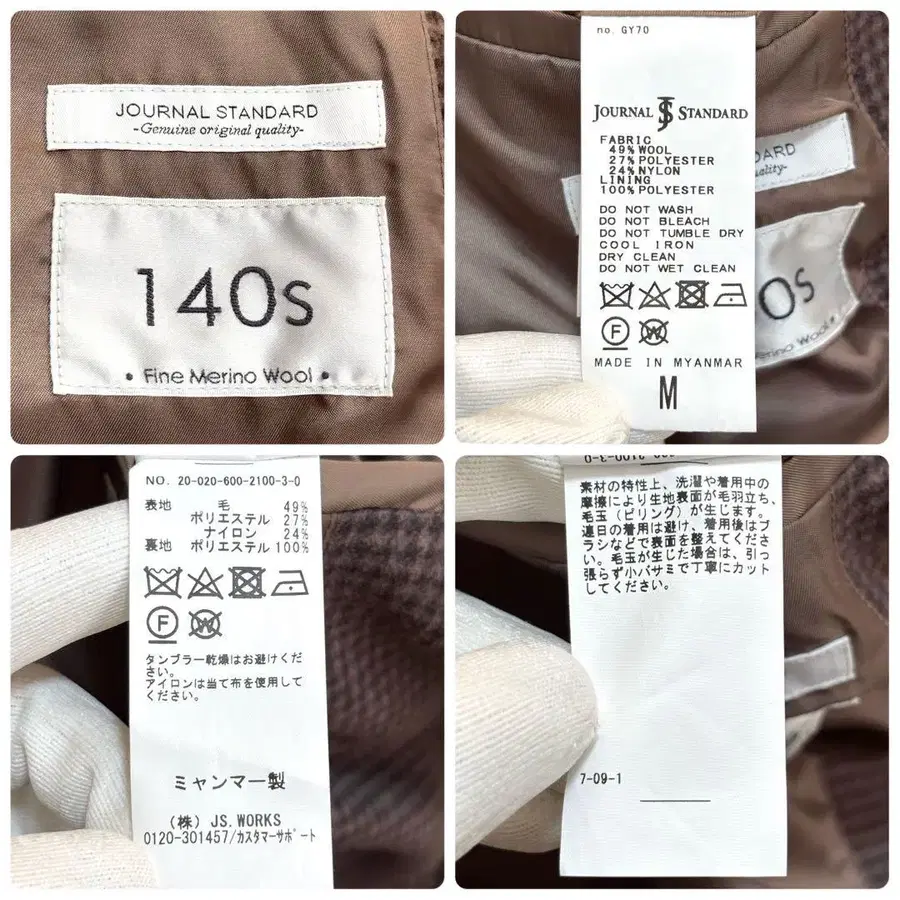 JOURNAL STANDARD
-Genuine original quality-
140s
• Fine Merino Wool •
no. GY70
JOURNAL JS STANDARD
FABRIC
49%WOOL
27%POLYESTER
24%NYLON
LINING
100%POLYESTER
DO NOT WASH
DO NOT BLEACH
DO NOT TUMBLE DRY
COOL IRON
DRY CLEAN
DO NOT WET CLEAN
F W
MADE IN MYANMAR
M
DARD
ality-
0s
erino Wool •
NO. 20-020-600-2100-3-0
表地 毛 49%
ポリエステル 27%
ナイロン 24%
裏地 ポリエステル 100%
F W
タンブラー乾燥はお避けくだ
さい。
アイロンは当て布を使用して
ください。
ミャンマー製
(株) JS.WORKS
0120-301457/カスタマーサポート
素材の特性上、洗濯や着用中の
摩擦により生地表面が毛羽立ち、
毛玉(ピリング)が生じます。
連日の着用は避け、着用後はブ
ラシなどで表面を整えてくださ
い。毛玉が生じた場合は、引っ
張らず小バサミで丁寧にカット
してください。
7-09-1